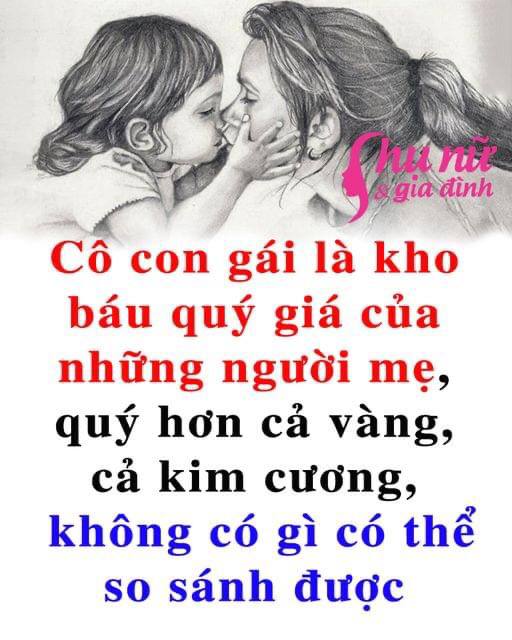 Phụ nữ
& gia đình
Cô con gái là kho
báu quý giá của
những người mẹ,
quý hơn cả vàng,
cả kim cương,
không có gì có thể
so sánh được